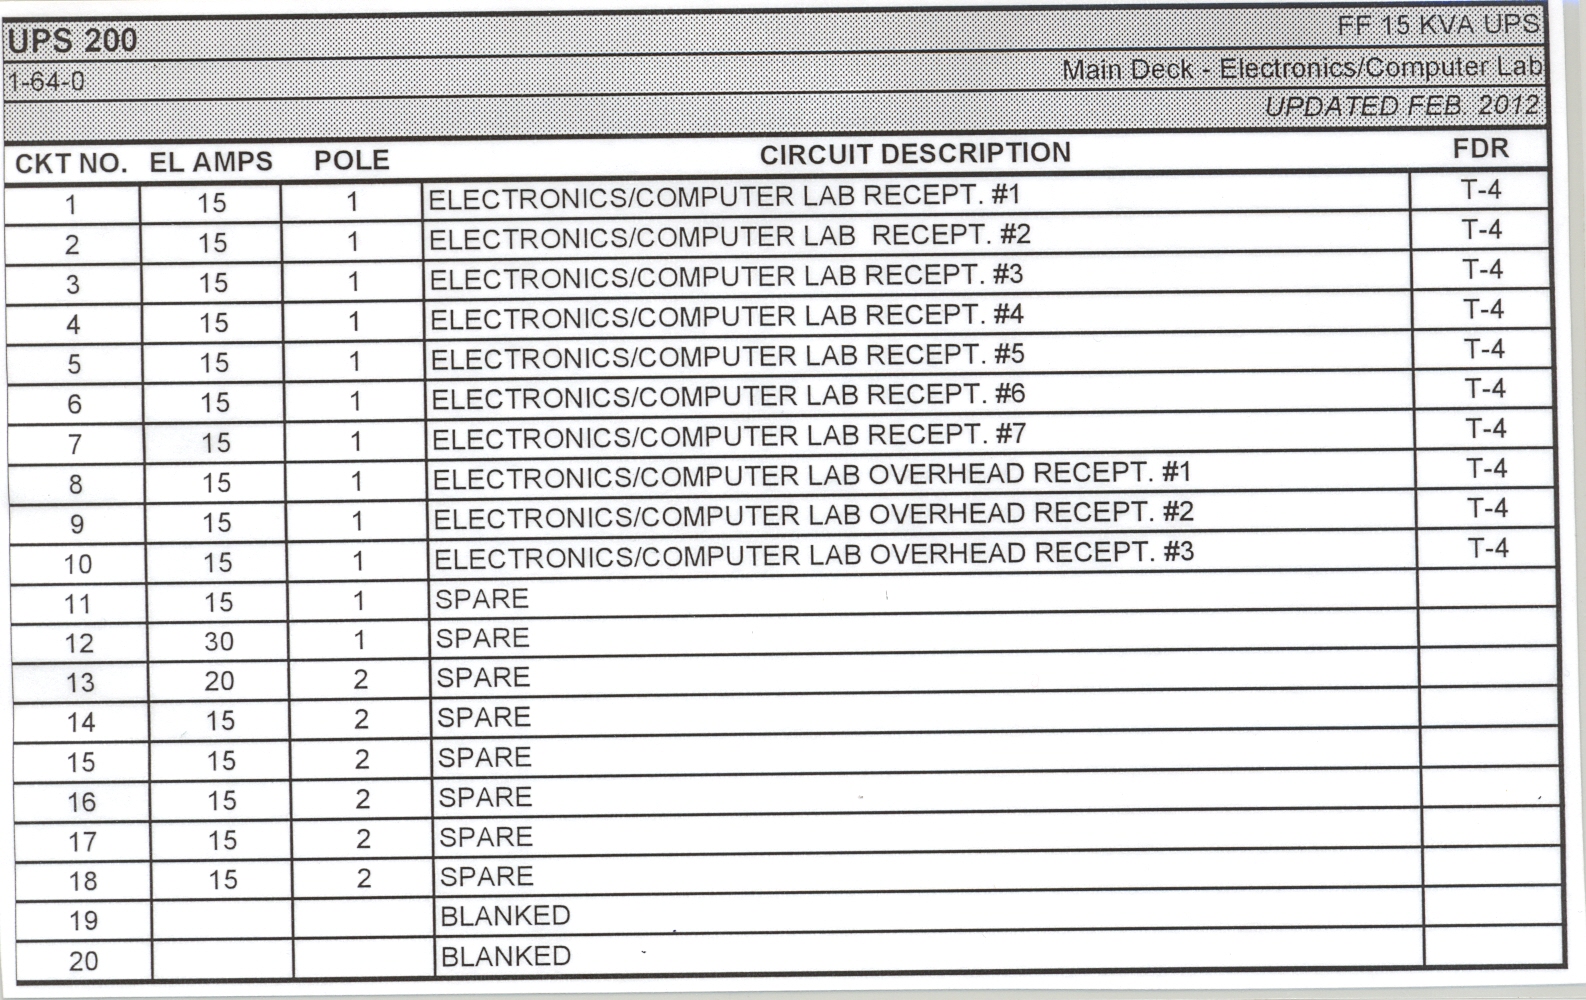 UPS 200 FF 15 KVA UPS
1-64-0 Main Deck - Electronics/Computer Lab
UPDATED FEB. 2012
CKT NO. EL AMPS POLE CIRCUIT DESCRIPTION FDR
1 15 1 ELECTRONICS/COMPUTER LAB RECEPT. #1 T-4
2 15 1 ELECTRONICS/COMPUTER LAB RECEPT. #2 T-4
3 15 1 ELECTRONICS/COMPUTER LAB RECEPT. #3 T-4
4 15 1 ELECTRONICS/COMPUTER LAB RECEPT. #4 T-4
5 15 1 ELECTRONICS/COMPUTER LAB RECEPT. #5 T-4
6 15 1 ELECTRONICS/COMPUTER LAB RECEPT. #6 T-4
7 15 1 ELECTRONICS/COMPUTER LAB RECEPT. #7 T-4
8 15 1 ELECTRONICS/COMPUTER LAB OVERHEAD RECEPT. #1 T-4
9 15 1 ELECTRONICS/COMPUTER LAB OVERHEAD RECEPT. #2 T-4
10 15 1 ELECTRONICS/COMPUTER LAB OVERHEAD RECEPT. #3 T-4
11 15 1 SPARE
12 30 1 SPARE
13 20 2 SPARE
14 15 2 SPARE
15 15 2 SPARE
16 15 2 SPARE
17 15 2 SPARE
18 15 2 SPARE
19 BLANKED
20 BLANKED